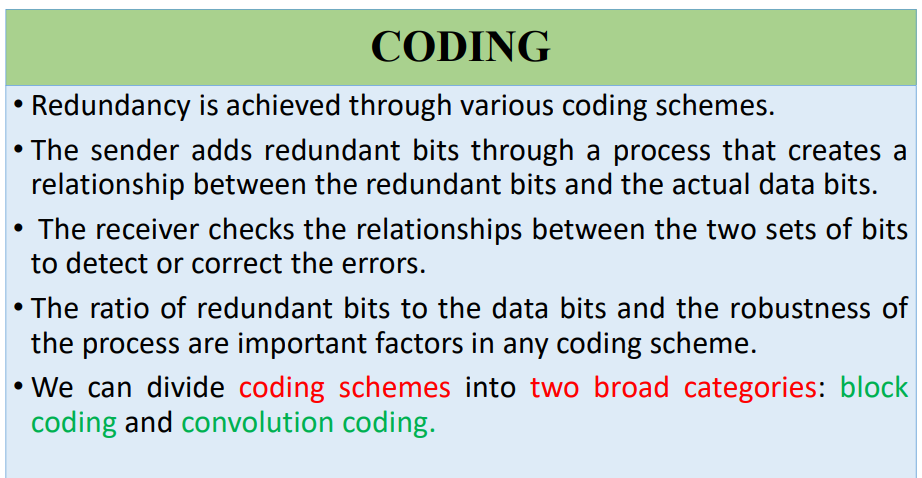 CODING
• Redundancy is achieved through various coding schemes.
• The sender adds redundant bits through a process that creates a
relationship between the redundant bits and the actual data bits.
• The receiver checks the relationships between the two sets of bits
to detect or correct the errors.
• The ratio of redundant bits to the data bits and the robustness of
the process are important factors in any coding scheme.
• We can divide coding schemes into two broad categories: block
coding and convolution coding.